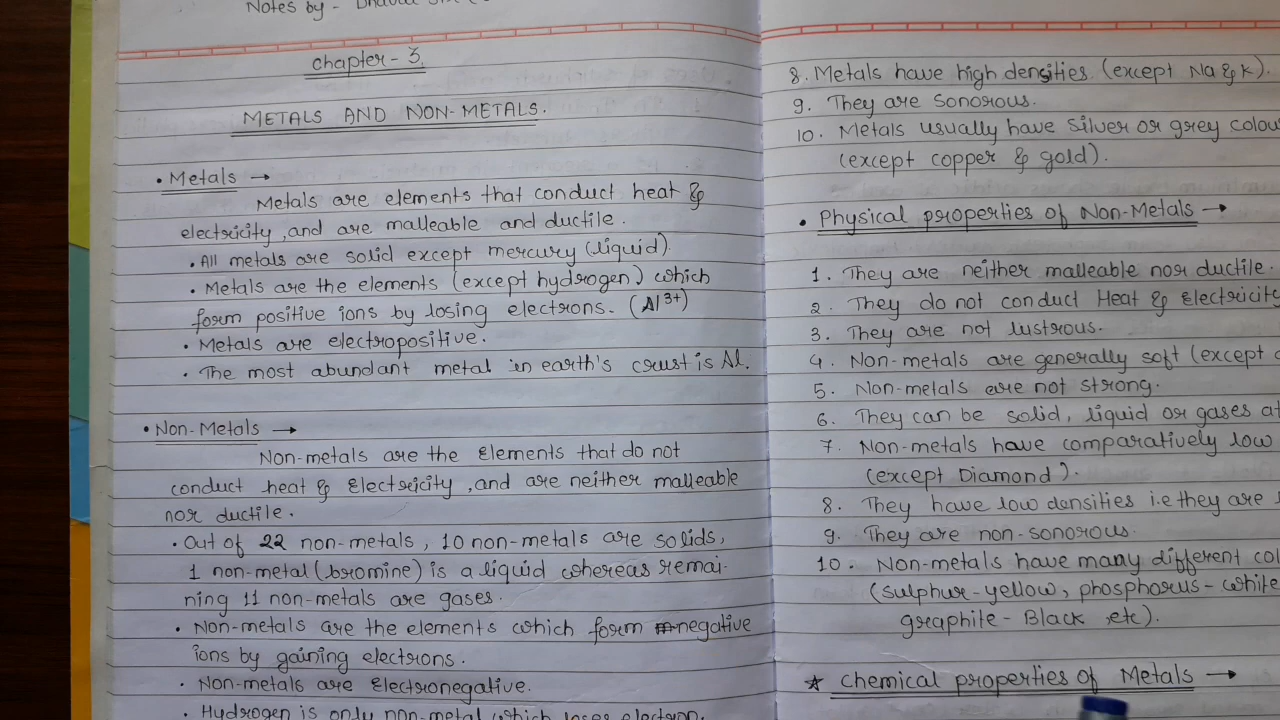 Notes by -
Chapter - 3.
METALS AND NON-METALS.
• Metals →
Metals are elements that conduct heat &
electricity, and are malleable and ductile.
• All metals are solid except mercury (liquid).
• Metals are the elements (except hydrogen) which
form positive ions by losing electrons. (Al³⁺)
• Metals are electropositive.
• The most abundant metal in earth's crust is Al.
• Non-Metals →
Non-metals are the Elements that do not
conduct heat & Electricity, and are neither malleable
nor ductile.
• Out of 22 non-metals, 10 non-metals are solids,
1 non-metal (bromine) is a liquid whereas remai-
ning 11 non-metals are gases.
• Non-metals are the elements which form negative
ions by gaining electrons.
• Non-metals are Electronegative.
• Hydrogen is only non-metal which loses electron.
8. Metals have high densities. (except Na & K).
9. They are sonorous.
10. Metals usually have Silver or grey colou
(except copper & gold).
• Physical properties of Non-Metals →
1. They are neither malleable nor ductile.
2. They do not conduct Heat & Electricit
3. They are not lustrous.
4. Non-metals are generally soft (except
5. Non-metals are not strong.
6. They can be solid, liquid or gases at
7. Non-metals have comparatively low
(except Diamond).
8. They have low densities i.e they are
9. They are non-sonorous.
10. Non-metals have many different col
(sulphur-yellow, phosphorus-white
graphite-Black etc).
☆ Chemical properties of Metals →